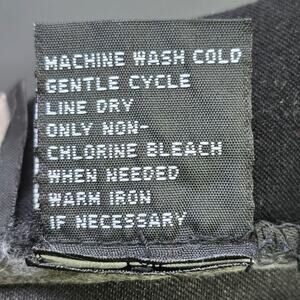 MACHINE WASH COLD
GENTLE CYCLE
LINE DRY
ONLY NON-
CHLORINE BLEACH
WHEN NEEDED
WARM IRON
IF NECESSARY